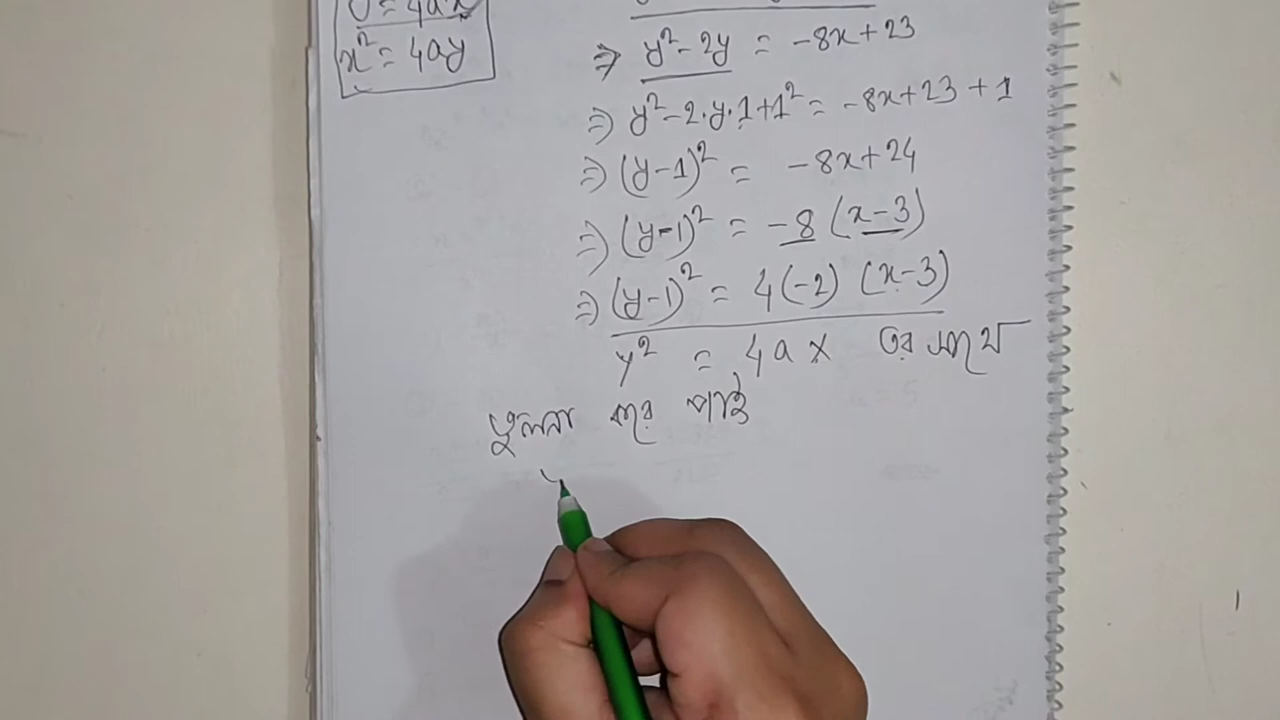 = 4ax
x² = 4ay
⇒ y² - 2y = -8x + 23
⇒ y² - 2·y·1 + 1² = -8x + 23 + 1
⇒ (y-1)² = -8x + 24
⇒ (y-1)² = -8 (x-3)
⇒ (y-1)² = 4(-2) (x-3)
y² = 4ax এর সাথে
তুলনা করে পাই